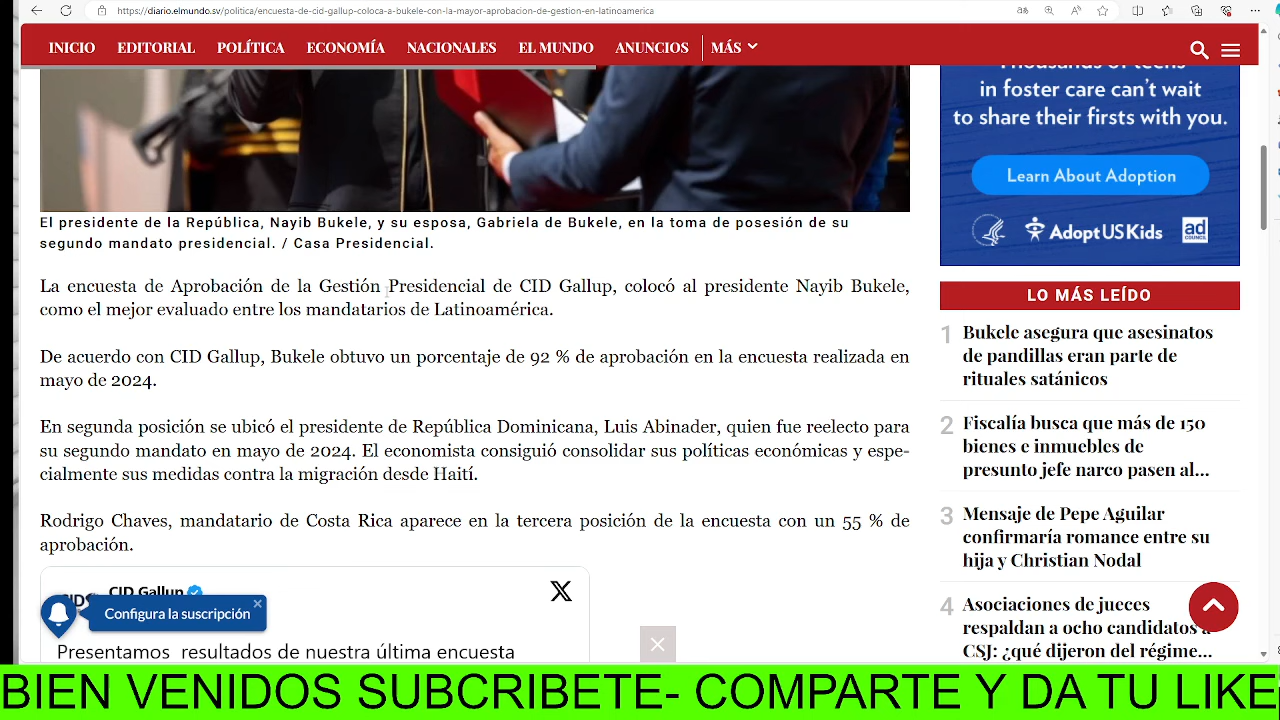 https://diario.elmundo.sv/politica/encuesta-de-cid-gallup-coloca-a-bukele-con-la-mayor-aprobacion-de-gestion-en-latinoamerica
INICIO EDITORIAL POLÍTICA ECONOMÍA NACIONALES EL MUNDO ANUNCIOS MÁS
El presidente de la República, Nayib Bukele, y su esposa, Gabriela de Bukele, en la toma de posesión de su
segundo mandato presidencial. / Casa Presidencial.
La encuesta de Aprobación de la Gestión Presidencial de CID Gallup, colocó al presidente Nayib Bukele,
como el mejor evaluado entre los mandatarios de Latinoamérica.
De acuerdo con CID Gallup, Bukele obtuvo un porcentaje de 92 % de aprobación en la encuesta realizada en
mayo de 2024.
En segunda posición se ubicó el presidente de República Dominicana, Luis Abinader, quien fue reelecto para
su segundo mandato en mayo de 2024. El economista consiguió consolidar sus políticas económicas y espe-
cialmente sus medidas contra la migración desde Haití.
Rodrigo Chaves, mandatario de Costa Rica aparece en la tercera posición de la encuesta con un 55 % de
aprobación.
CID Gallup
Configura la suscripción
Presentamos resultados de nuestra última encuesta
Thousands of teens
in foster care can't wait
to share their firsts with you.
Learn About Adoption
AdoptUSKids
ad
COUNCIL
LO MÁS LEÍDO
1 Bukele asegura que asesinatos
de pandillas eran parte de
rituales satánicos
2 Fiscalía busca que más de 150
bienes e inmuebles de
presunto jefe narco pasen al...
3 Mensaje de Pepe Aguilar
confirmaría romance entre su
hija y Christian Nodal
4 Asociaciones de jueces
respaldan a ocho candidatos a
CSJ: ¿qué dijeron del régime...
BIEN VENIDOS SUBCRIBETE- COMPARTE Y DA TU LIKE